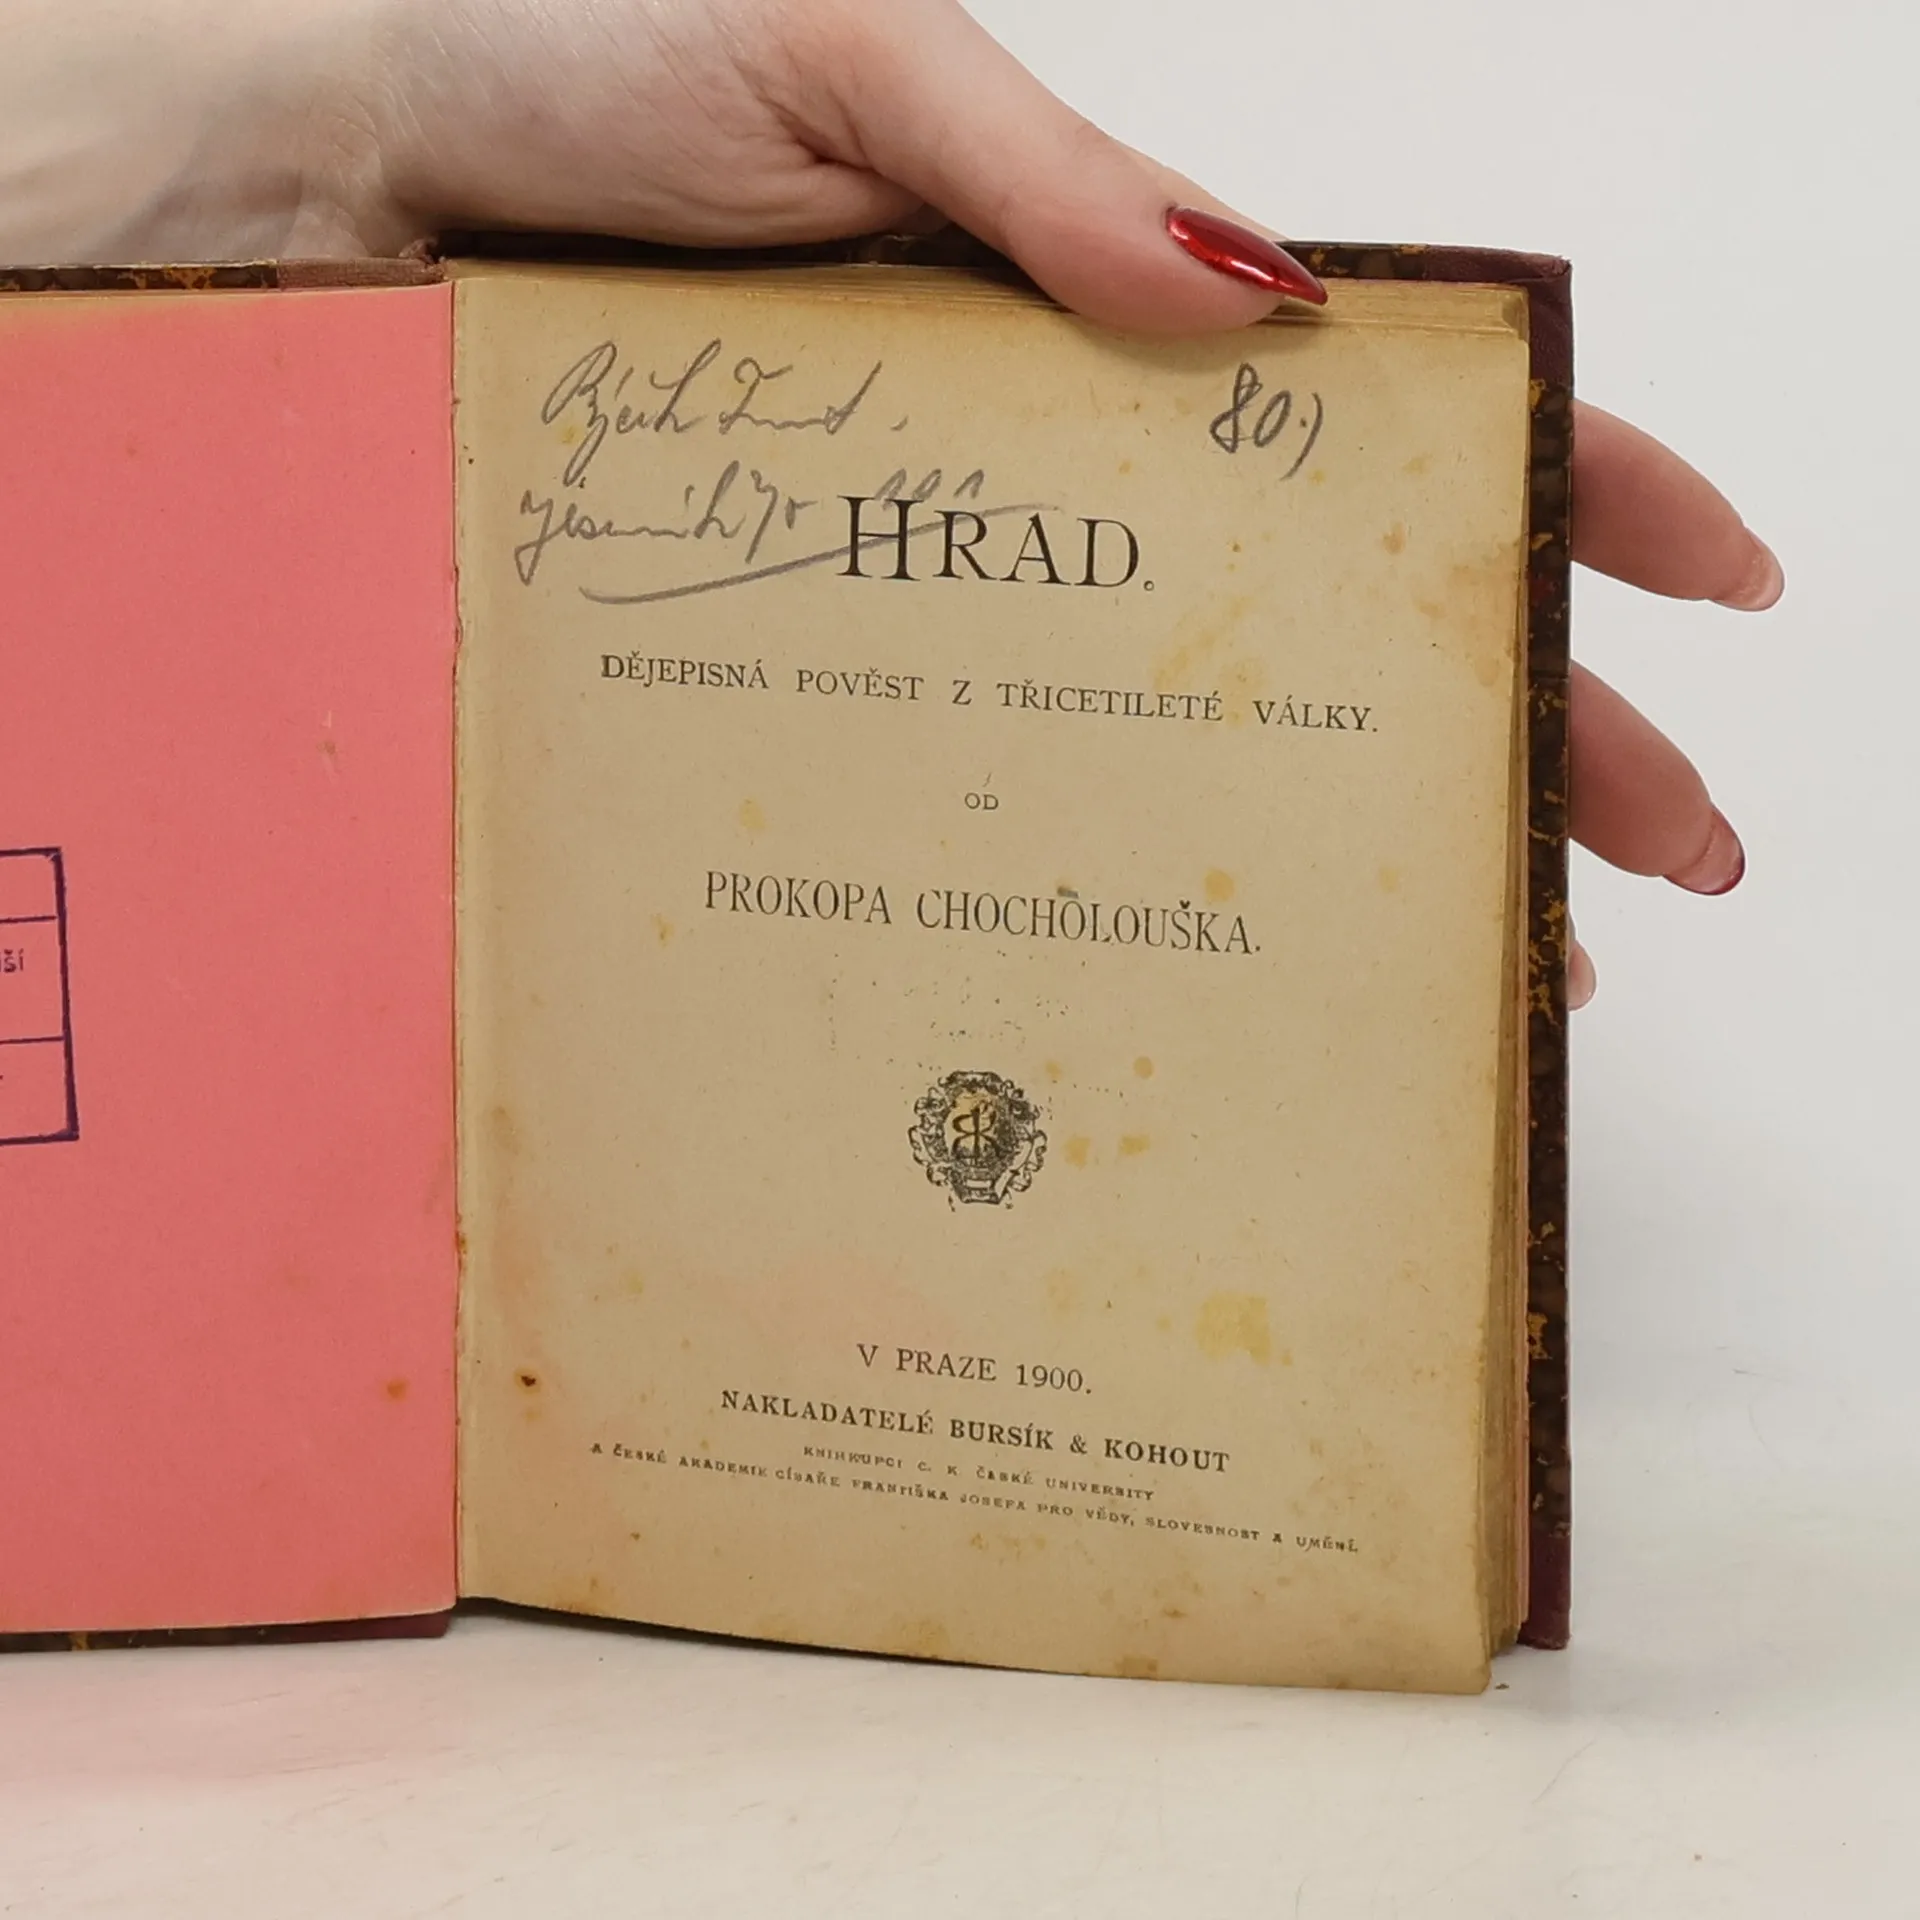 80.)
HRAD.
DĚJEPISNÁ POVĚST Z TŘICETILETÉ VÁLKY.
OD
PROKOPA CHOCHOLOUŠKA.
V PRAZE 1900.
NAKLADATELÉ BURSÍK & KOHOUT
KNIHKUPCI C. K. ČESKÉ UNIVERSITY
A ČESKÉ AKADEMIE CÍSAŘE FRANTIŠKA JOSEFA PRO VĚDY, SLOVESNOST A UMĚNÍ.